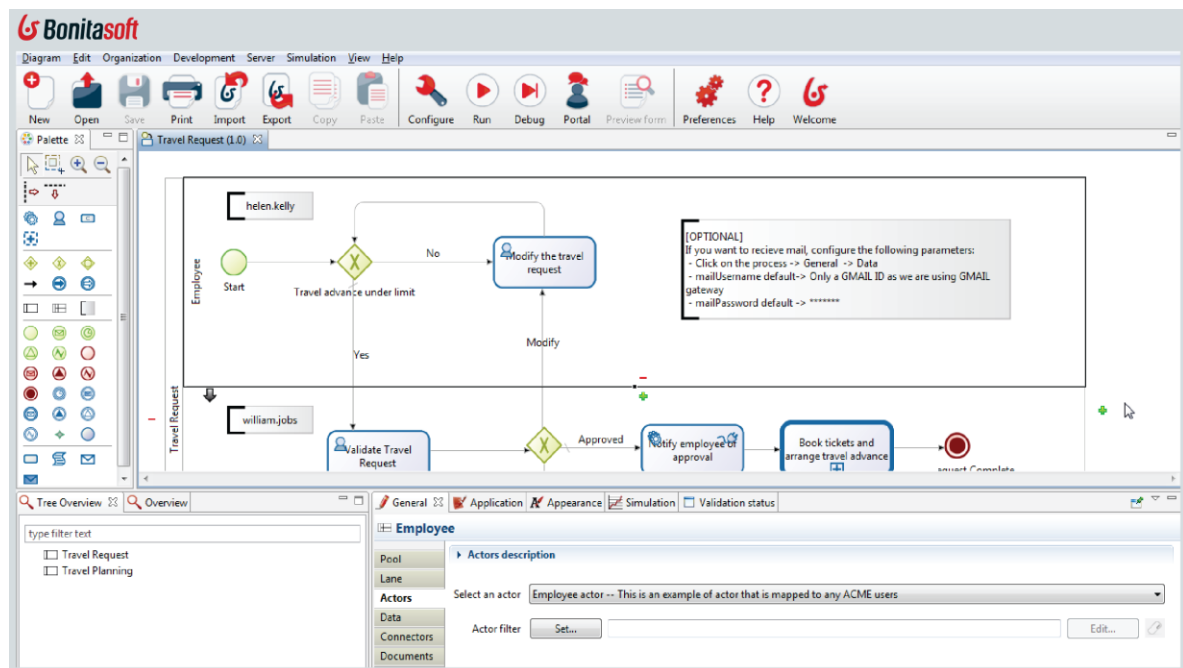 Bonitasoft
Diagram Edit Organization Development Server Simulation View Help
New Open Save Print Import Export Copy Paste Configure Run Debug Portal Preview form Preferences Help Welcome
Palette
Travel Request (1.0)
helen.kelly
Employee
Start
Travel advance under limit
No
Modify the travel
request
[OPTIONAL]
If you want to recieve mail, configure the following parameters:
- Click on the process -> General -> Data
- mailUsername default-> Only a GMAIL ID as we are using GMAIL
gateway
- mailPassword default -> *******
Yes
Modify
Travel Request
william.jobs
Validate Travel
Request
Approved
Notify employee of
approval
Book tickets and
arrange travel advance
quest Complete
Tree Overview Overview
type filter text
Travel Request
Travel Planning
General Application Appearance Simulation Validation status
Employee
Pool
Lane
Actors
Data
Connectors
Documents
Actors description
Select an actor Employee actor -- This is an example of actor that is mapped to any ACME users
Actor filter Set... Edit...